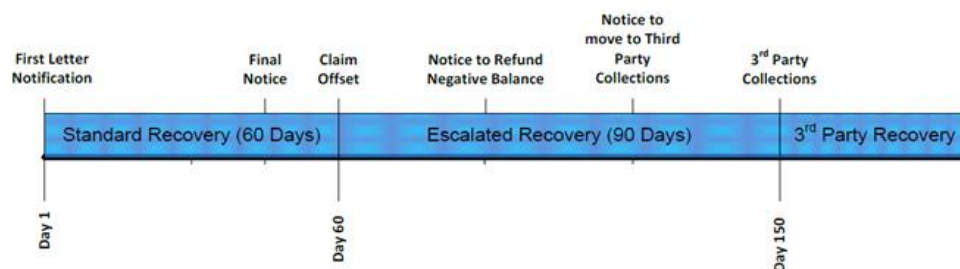 First Letter
Notification
Final
Notice
Claim
Offset
Notice to Refund
Negative Balance
Notice to
move to Third
Party
Collections
3rd Party
Collections
Standard Recovery (60 Days)
Escalated Recovery (90 Days)
3rd Party Recovery
Day 1
Day 60
Day 150